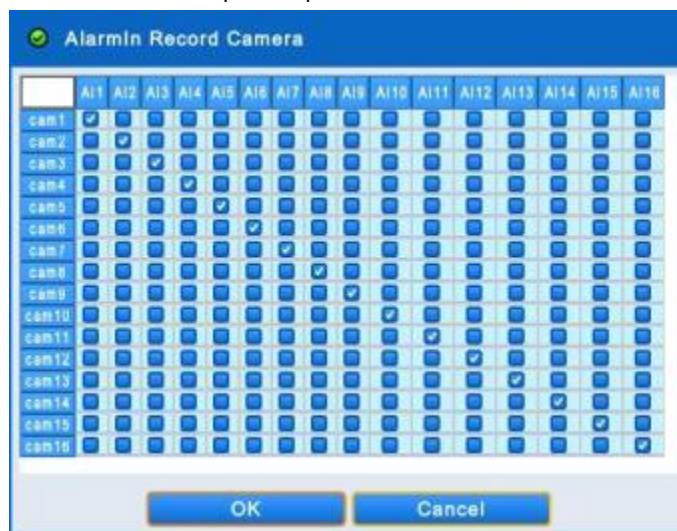 AlarmIn Record Camera
AI1 AI2 AI3 AI4 AI5 AI6 AI7 AI8 AI9 AI10 AI11 AI12 AI13 AI14 AI15 AI16
cam1
cam2
cam3
cam4
cam5
cam6
cam7
cam8
cam9
cam10
cam11
cam12
cam13
cam14
cam15
cam16
OK Cancel